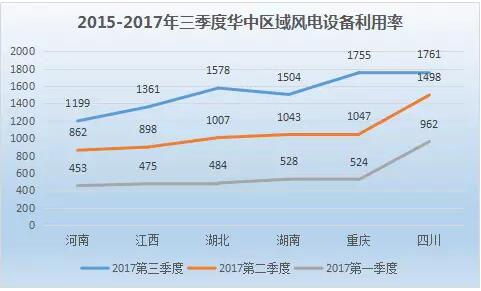 2015-2017年三季度华中区域风电设备利用率
2000
1800
1600
1400
1200
1000
800
600
400
200
0
1199 1361 1578 1504 1755 1761
862 898 1007 1043 1047 1498
453 475 484 528 524 962
河南 江西 湖北 湖南 重庆 四川
2017第三季度 2017第二季度 2017第一季度